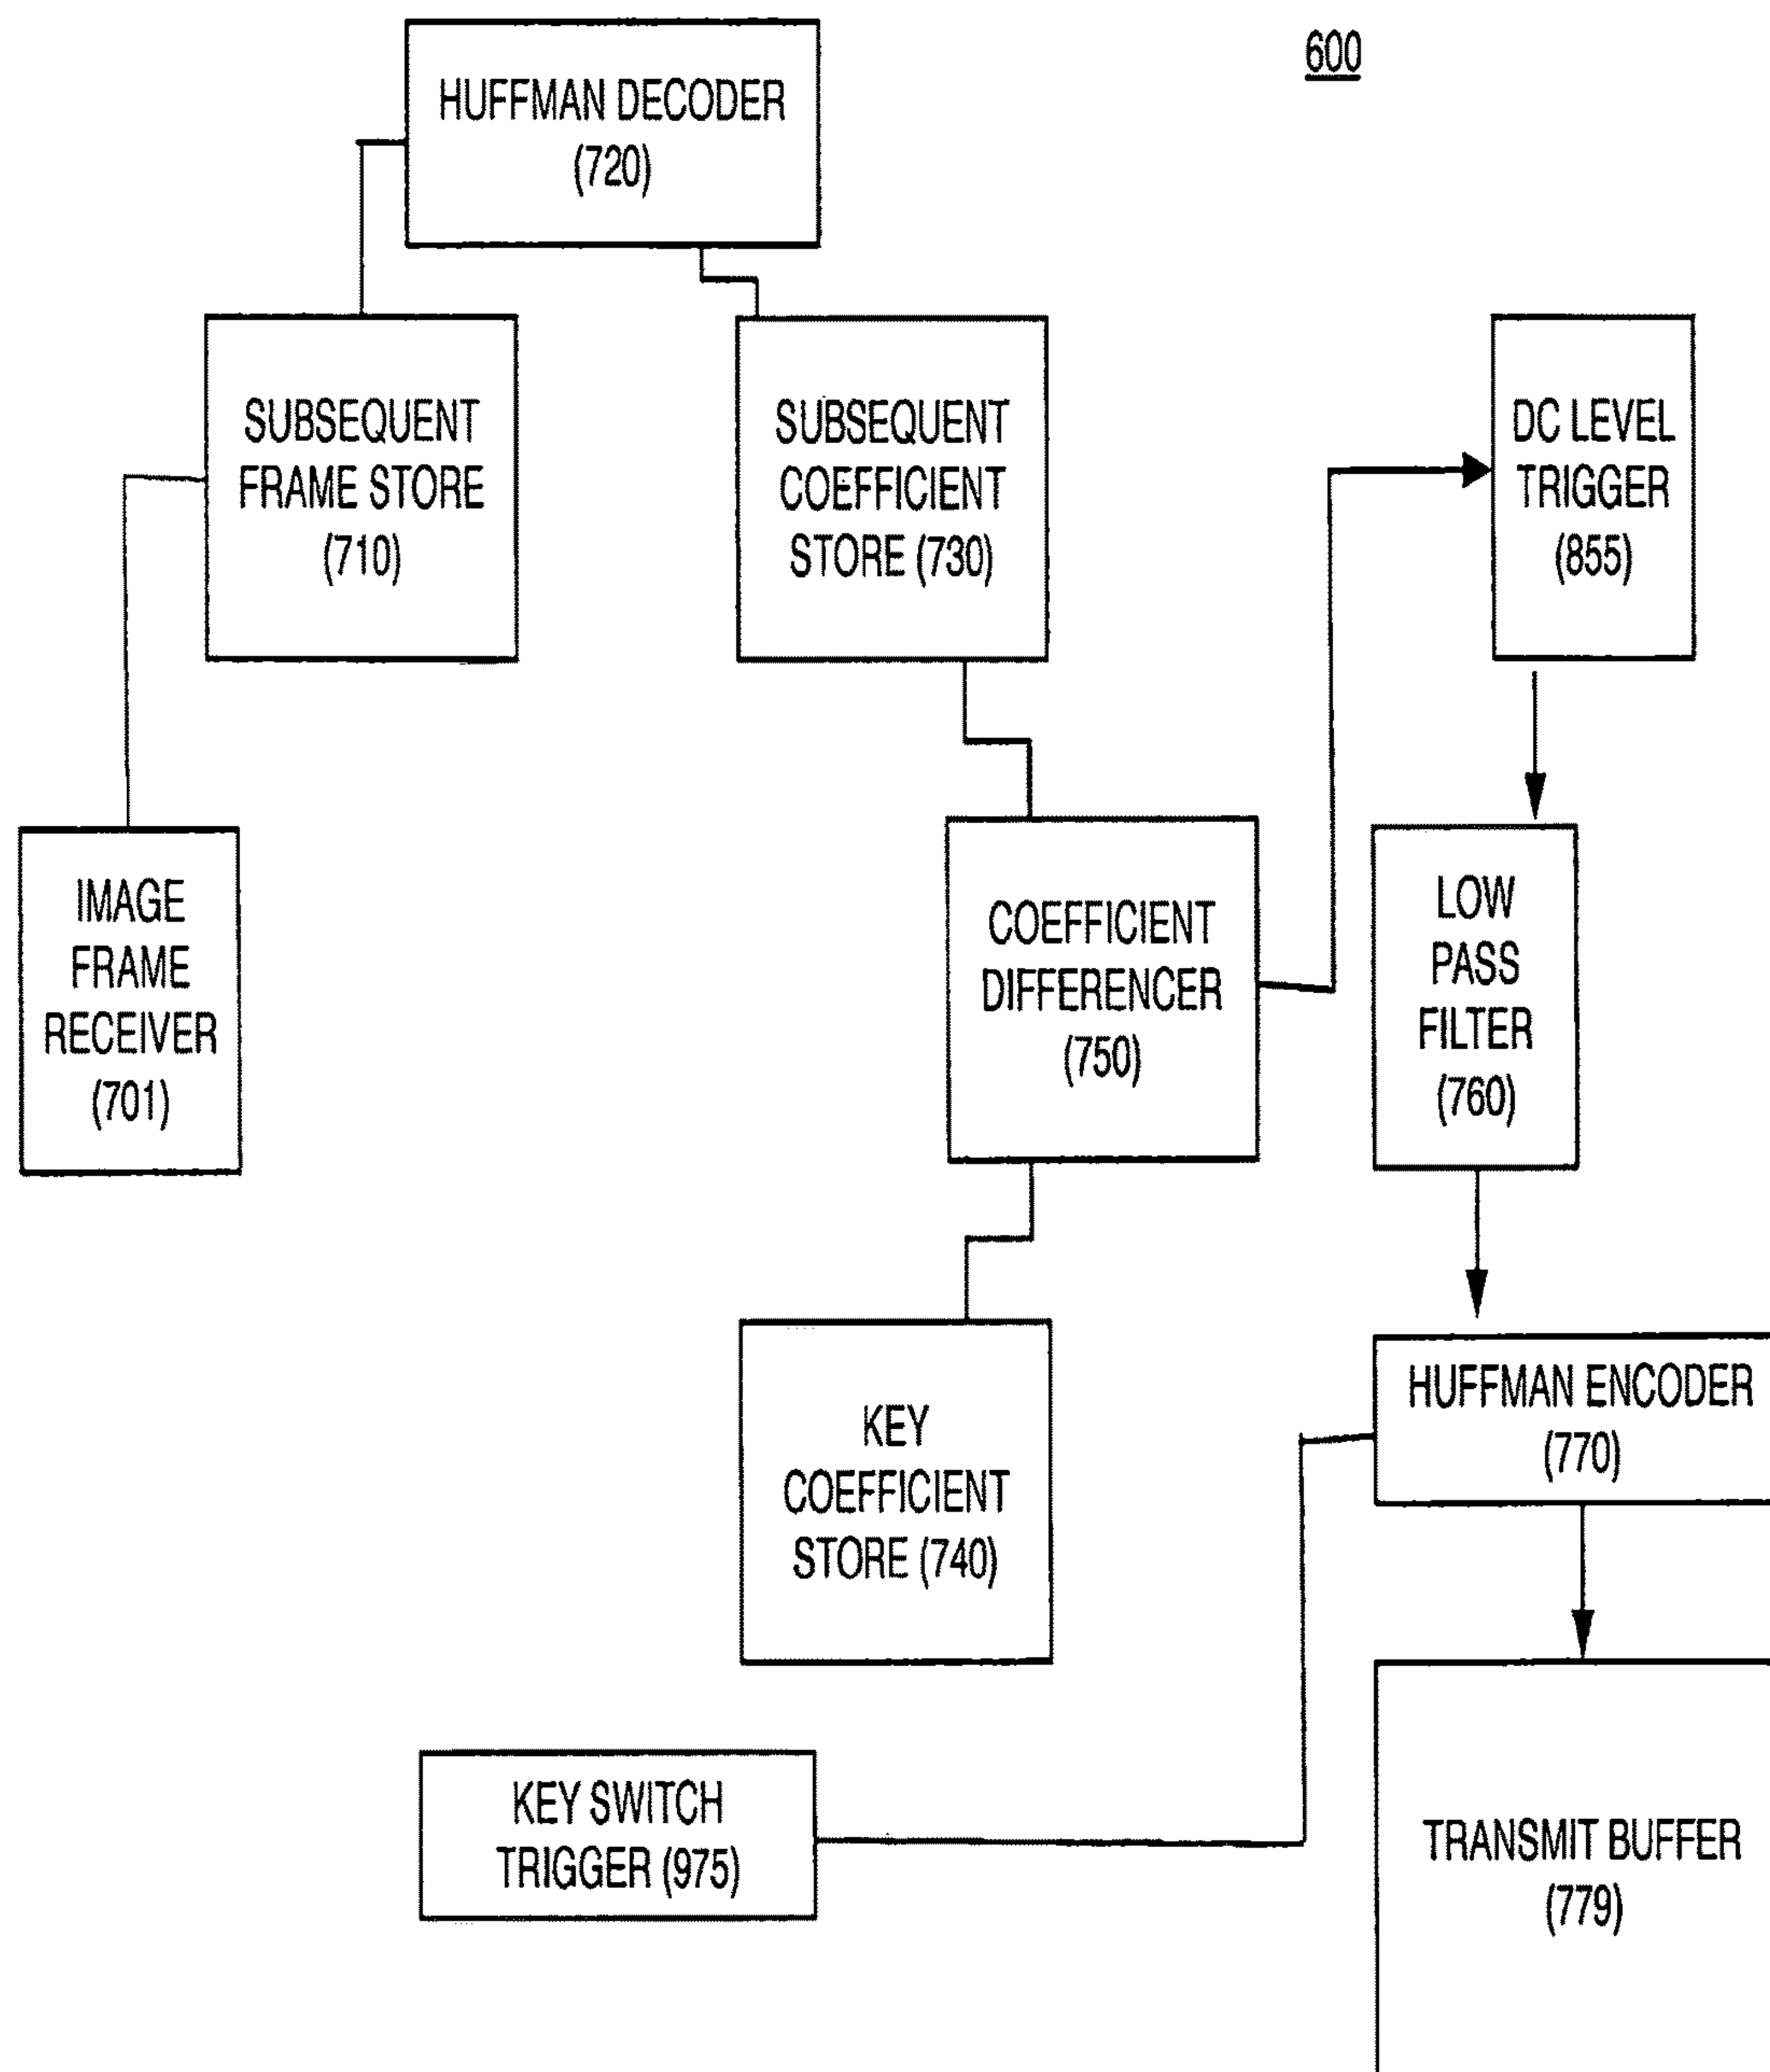 600
HUFFMAN DECODER
(720)
SUBSEQUENT
FRAME STORE
(710)
SUBSEQUENT
COEFFICIENT
STORE (730)
DC LEVEL
TRIGGER
(855)
IMAGE
FRAME
RECEIVER
(701)
COEFFICIENT
DIFFERENCER
(750)
LOW
PASS
FILTER
(760)
KEY
COEFFICIENT
STORE (740)
HUFFMAN ENCODER
(770)
KEY SWITCH
TRIGGER (975)
TRANSMIT BUFFER
(779)